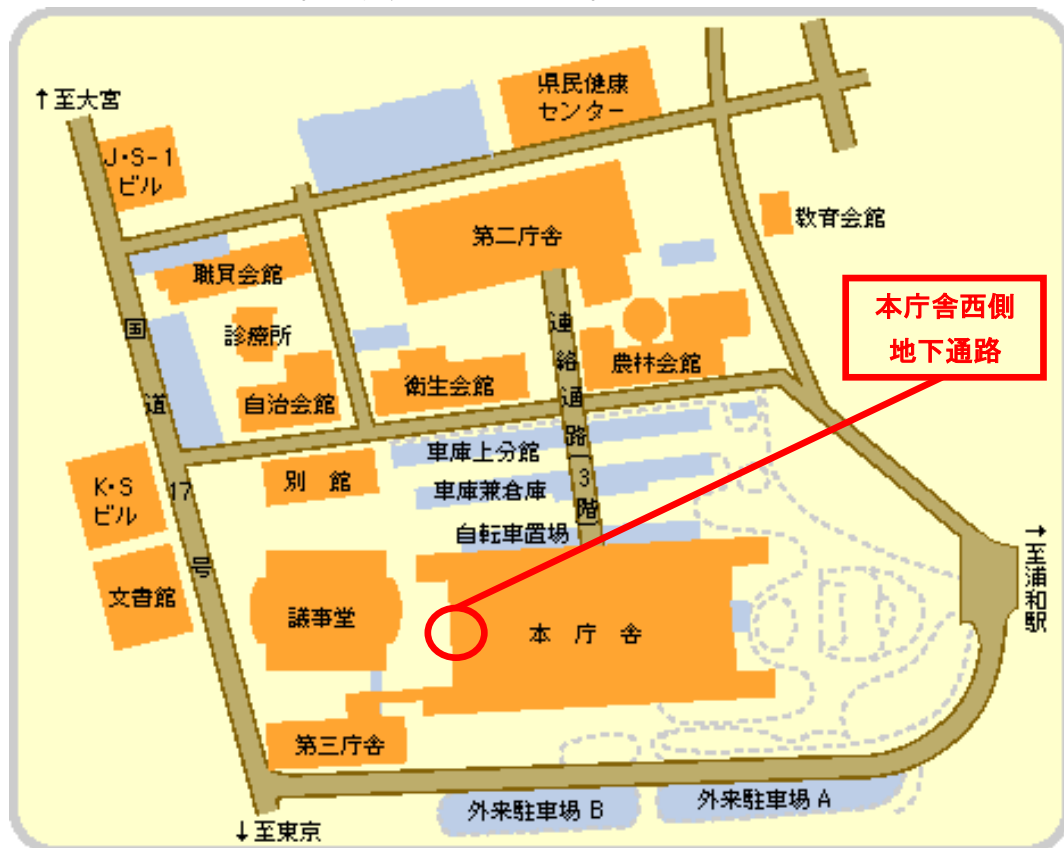 県民健康
センター
↑至大宮
J・S-1
ビル
教育会館
第二庁舎
職員会館
本庁舎西側
地下通路
診療所
農林会館
衛生会館
自治会館
連絡通路(3階)
車庫上分館
別 館
車庫兼倉庫
K・S
ビル
国道17号
自転車置場
↑至浦和駅
文書館
議事堂
本 庁 舎
第三庁舎
外来駐車場 A
外来駐車場 B
↓至東京